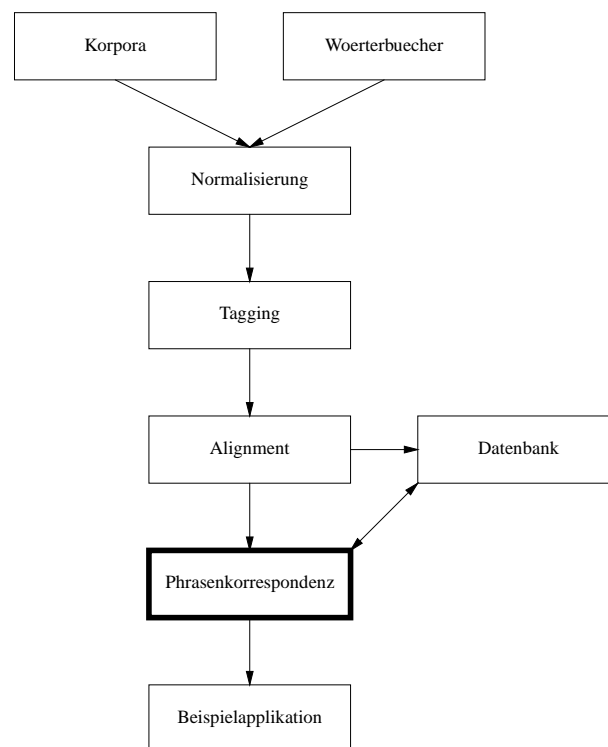 Korpora
Woerterbuecher
Normalisierung
Tagging
Alignment
Datenbank
Phrasenkorrespondenz
Beispielapplikation